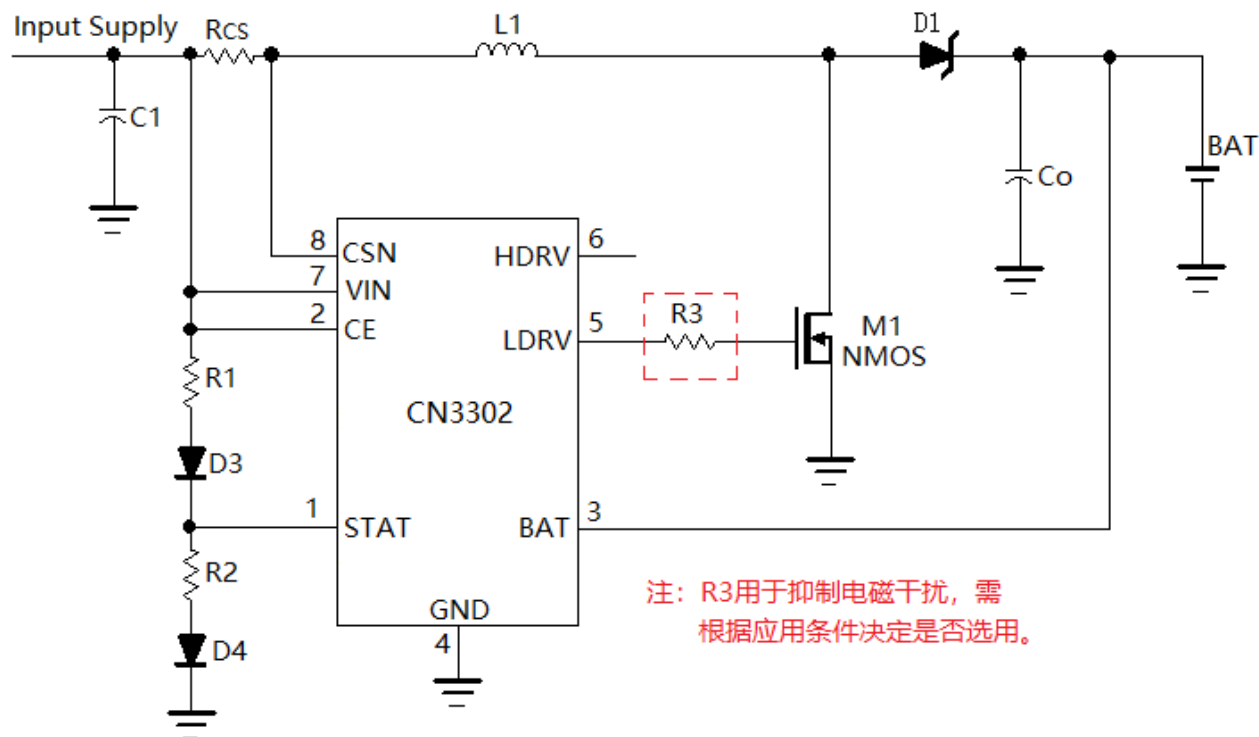 Input Supply
RCS
L1
D1
C1
Co
BAT
8
CSN
HDRV
6
7
VIN
2
CE
R3
LDRV
5
M1
NMOS
R1
CN3302
D3
1
STAT
BAT
3
R2
GND
4
D4
注：R3用于抑制电磁干扰，需
根据应用条件决定是否选用。